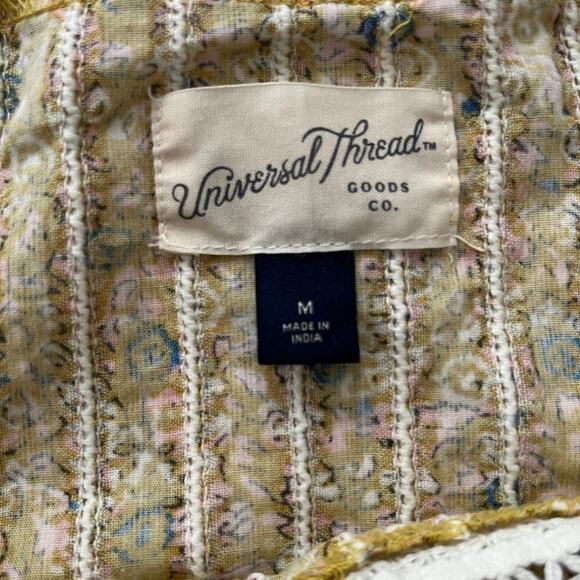 Universal Thread™
GOODS
CO.
M
MADE IN
INDIA